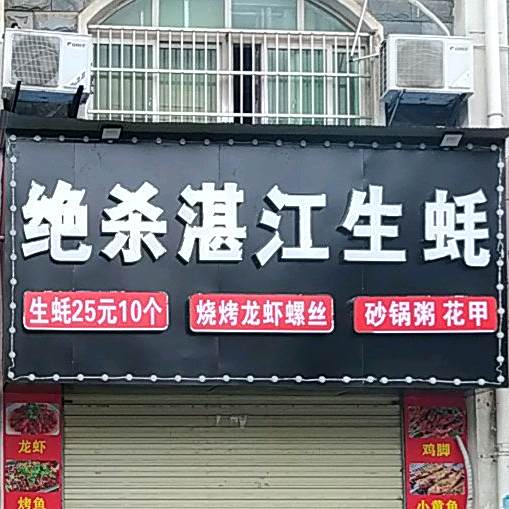 绝杀湛江生蚝
生蚝25元10个
烧烤龙虾螺丝
砂锅粥 花甲
龙虾
鸡脚
烤鱼
小黄鱼